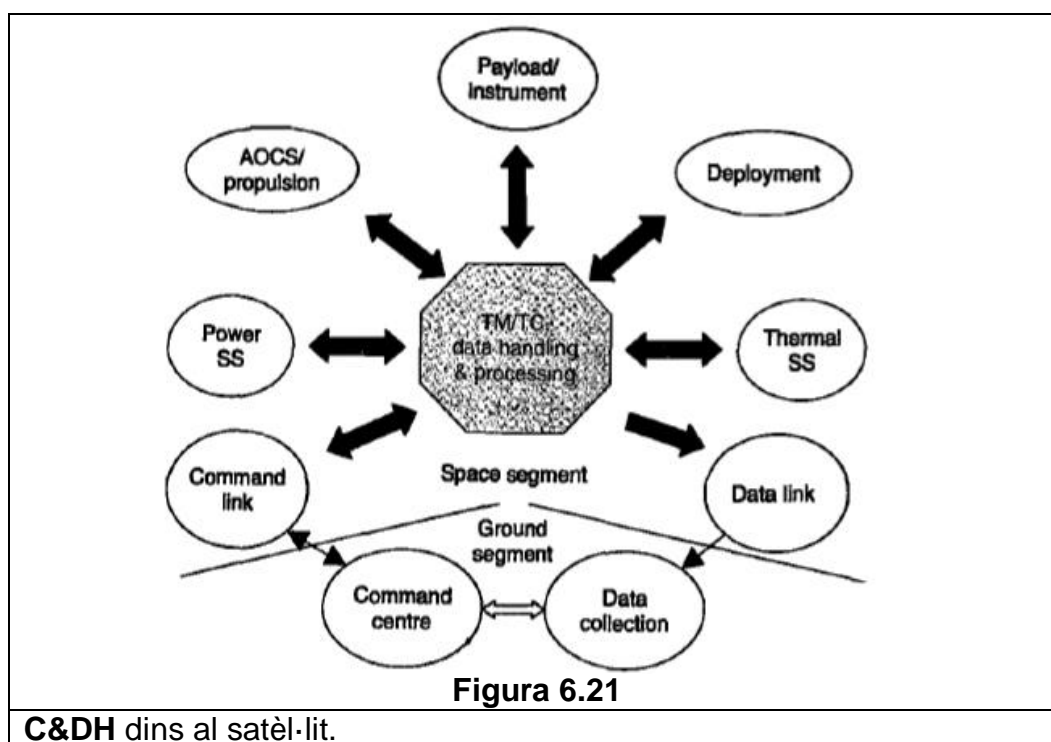 Payload/
instrument
AOCS/
propulsion
Deployment
TM/TC
data handling
& processing
Power
SS
Thermal
SS
Command
link
Space segment
Data link
Ground
segment
Command
centre
Data
collection
Figura 6.21
C&DH dins al satèl·lit.